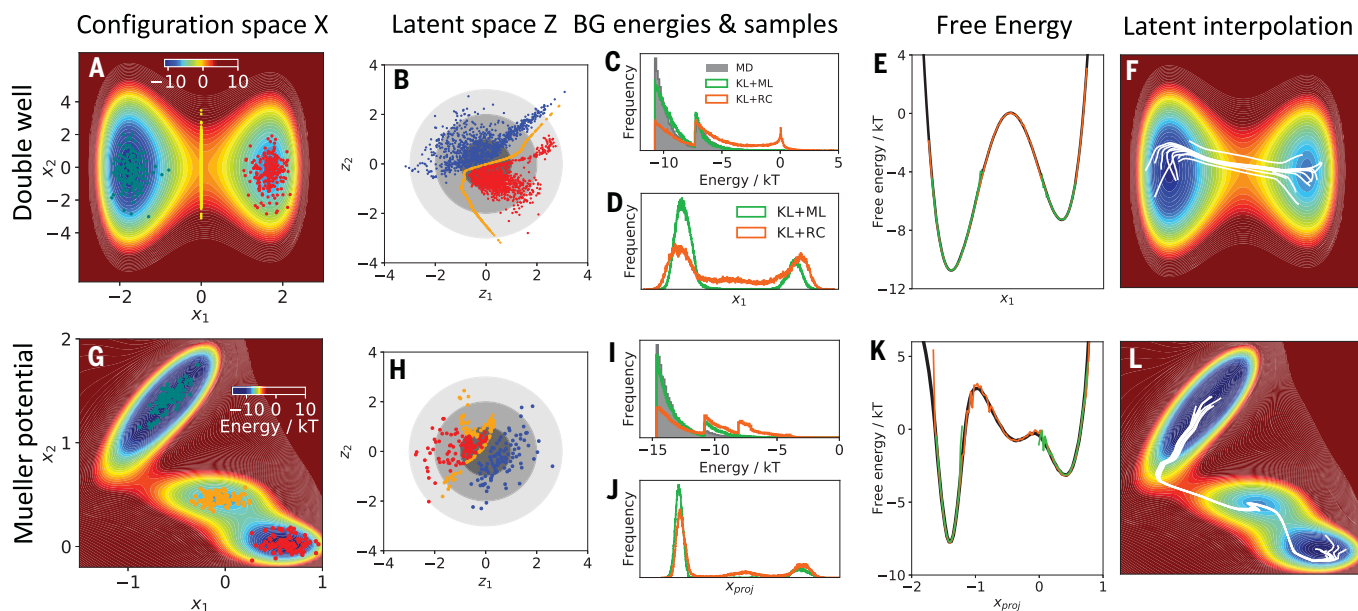 Configuration space X
Latent space Z
BG energies & samples
Free Energy
Latent interpolation
Double well
A
−10 0 10
4
2
0
−2
−4
x2
−2 0 2
x1
B
4
2
0
−2
−4
z2
−4 −2 0 2 4
z1
C
MD
KL+ML
KL+RC
Frequency
−10 −5 0 5
Energy / kT
D
KL+ML
KL+RC
Frequency
x1
E
4
0
−4
−8
−12
Free energy / kT
x1
F
Mueller potential
G
−10 0 10
Energy / kT
2
1
0
x2
−1 0 1
x1
H
4
2
0
−2
−4
z2
−4 −2 0 2 4
z1
I
Frequency
−15 −10 −5 0
Energy / kT
J
Frequency
xproj
K
5
0
−5
−10
Free energy / kT
−2 −1 0 1
xproj
L